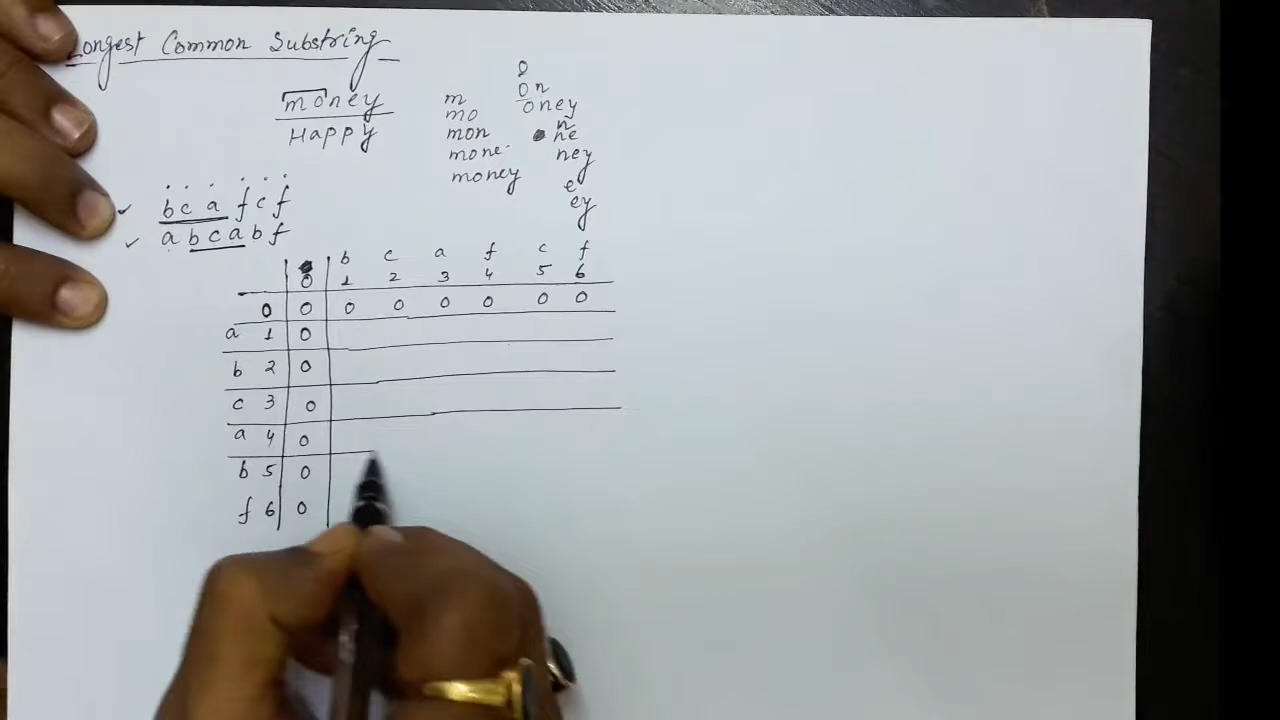 Longest Common Substring
money
Happy
m
mo
mon
mone
money
o
on
oney
n
ne
ney
e
ey
b c a f c f
a b c a b f
b c a f c f
0 1 2 3 4 5 6
0 0 0 0 0 0 0 0
a 1 0
b 2 0
c 3 0
a 4 0
b 5 0
f 6 0